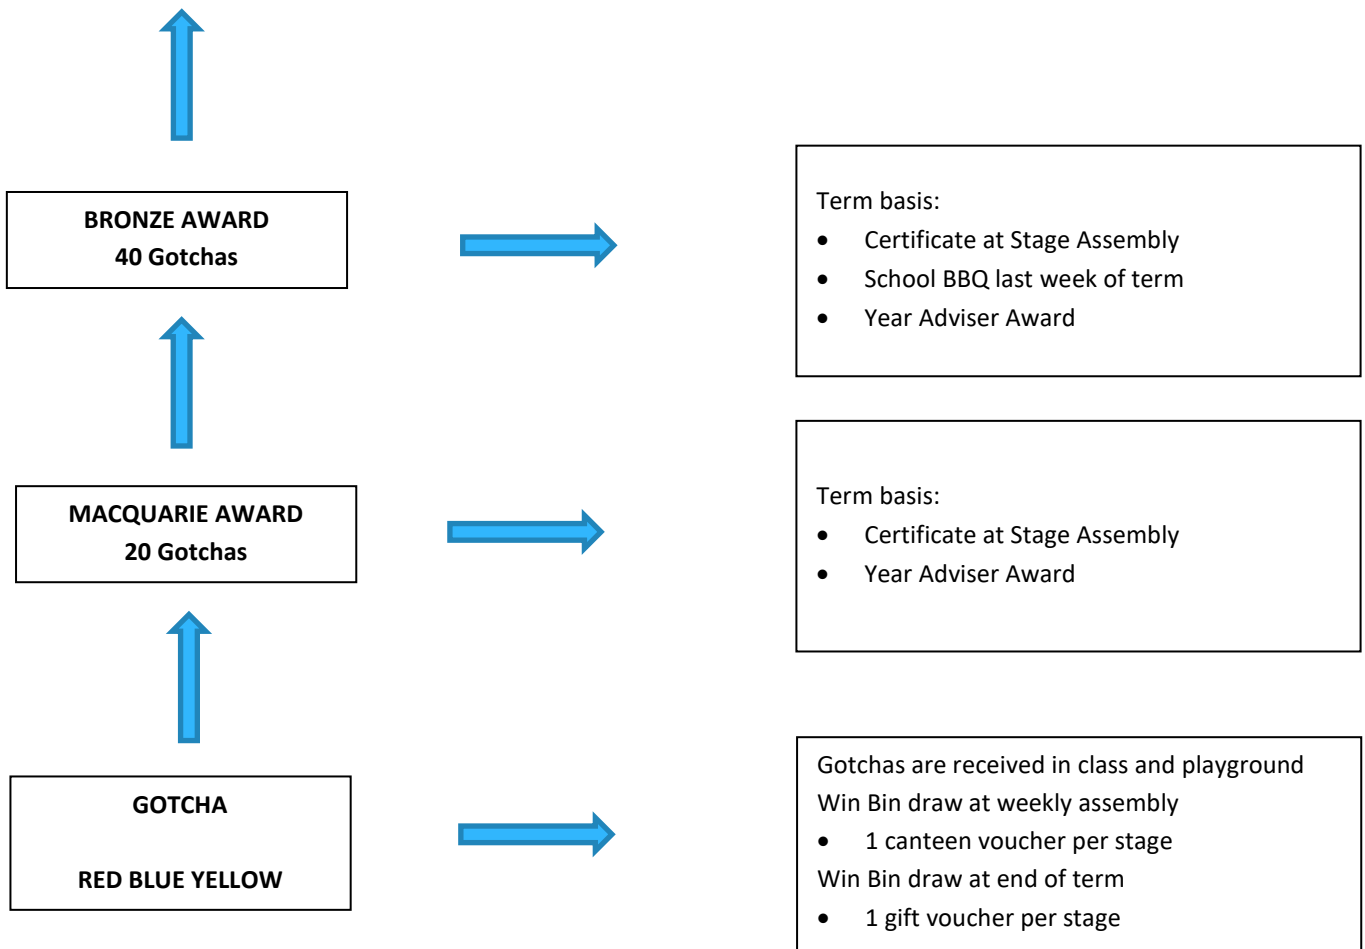 BRONZE AWARD
40 Gotchas
Term basis:
• Certificate at Stage Assembly
• School BBQ last week of term
• Year Adviser Award
MACQUARIE AWARD
20 Gotchas
Term basis:
• Certificate at Stage Assembly
• Year Adviser Award
GOTCHA
RED BLUE YELLOW
Gotchas are received in class and playground
Win Bin draw at weekly assembly
• 1 canteen voucher per stage
Win Bin draw at end of term
• 1 gift voucher per stage